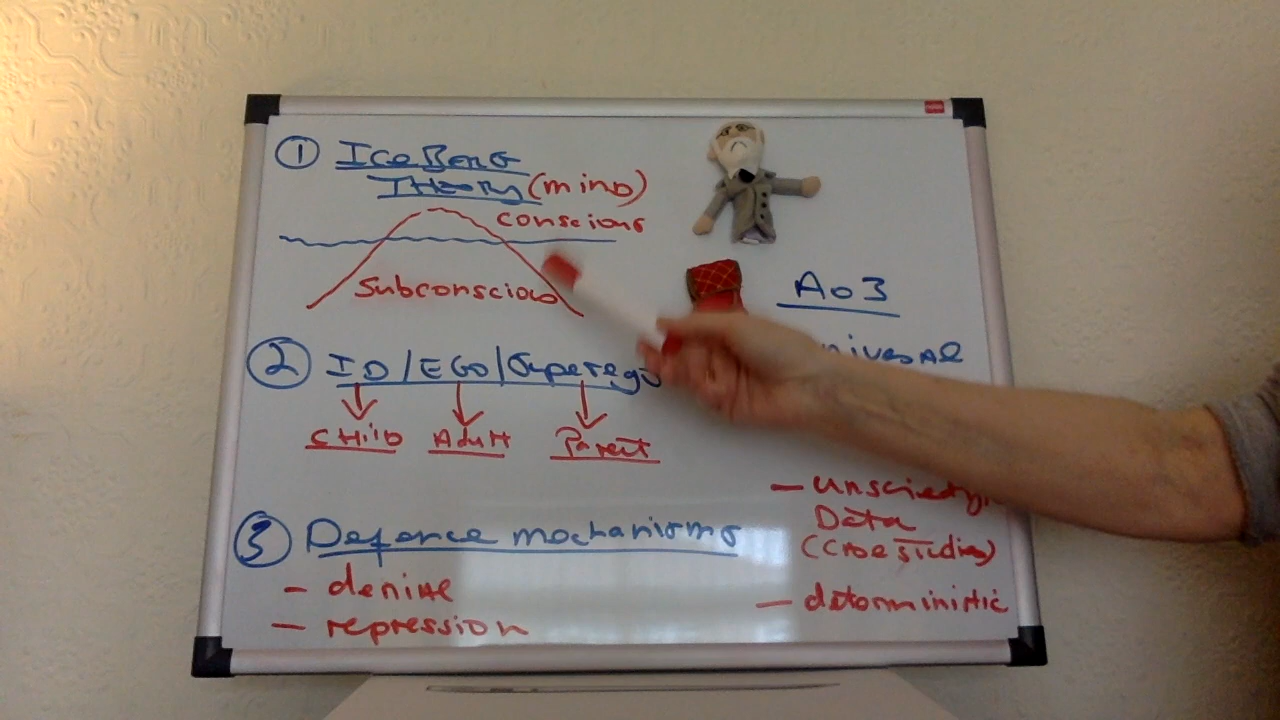 ① IceBerG
THeory (mind)
conscious
Subconscious
② ID/EGO/Superego
CHild Adult Parent
③ Defence mechanisms
- denial
- repression
Ao3
- unscientific
Data
(Case studies)
- deterministic